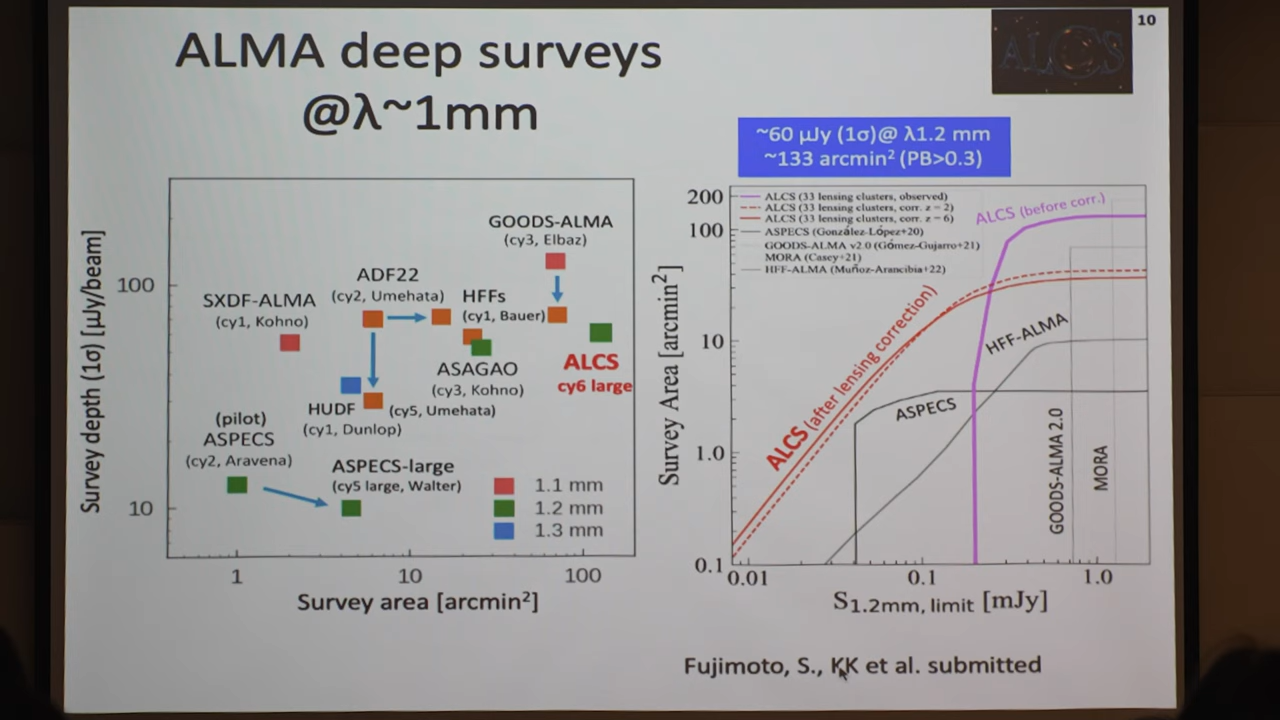 10
ALCS
ALMA deep surveys
@λ~1mm
~60 µJy (1σ)@ λ1.2 mm
~133 arcmin² (PB>0.3)
Survey depth (1σ) [µJy/beam]
100
10
GOODS-ALMA
(cy3, Elbaz)
ADF22
(cy2, Umehata)
HFFs
(cy1, Bauer)
SXDF-ALMA
(cy1, Kohno)
ALCS
cy6 large
ASAGAO
(cy3, Kohno)
HUDF
(cy5, Umehata)
(cy1, Dunlop)
(pilot)
ASPECS
(cy2, Aravena)
ASPECS-large
(cy5 large, Walter)
1.1 mm
1.2 mm
1.3 mm
1
10
100
Survey area [arcmin²]
Survey Area [arcmin²]
200
100
10
1.0
0.1
ALCS (33 lensing clusters, observed)
ALCS (33 lensing clusters, corr. z = 2)
ALCS (33 lensing clusters, corr. z = 6)
ASPECS (González-López+20)
GOODS-ALMA v2.0 (Gómez-Gujarro+21)
MORA (Casey+21)
HFF-ALMA (Muñoz-Arancibia+22)
ALCS (before corr.)
ALCS (after lensing correction)
HFF-ALMA
ASPECS
GOODS-ALMA 2.0
MORA
0.01
0.1
1.0
S1.2mm, limit [mJy]
Fujimoto, S., KK et al. submitted